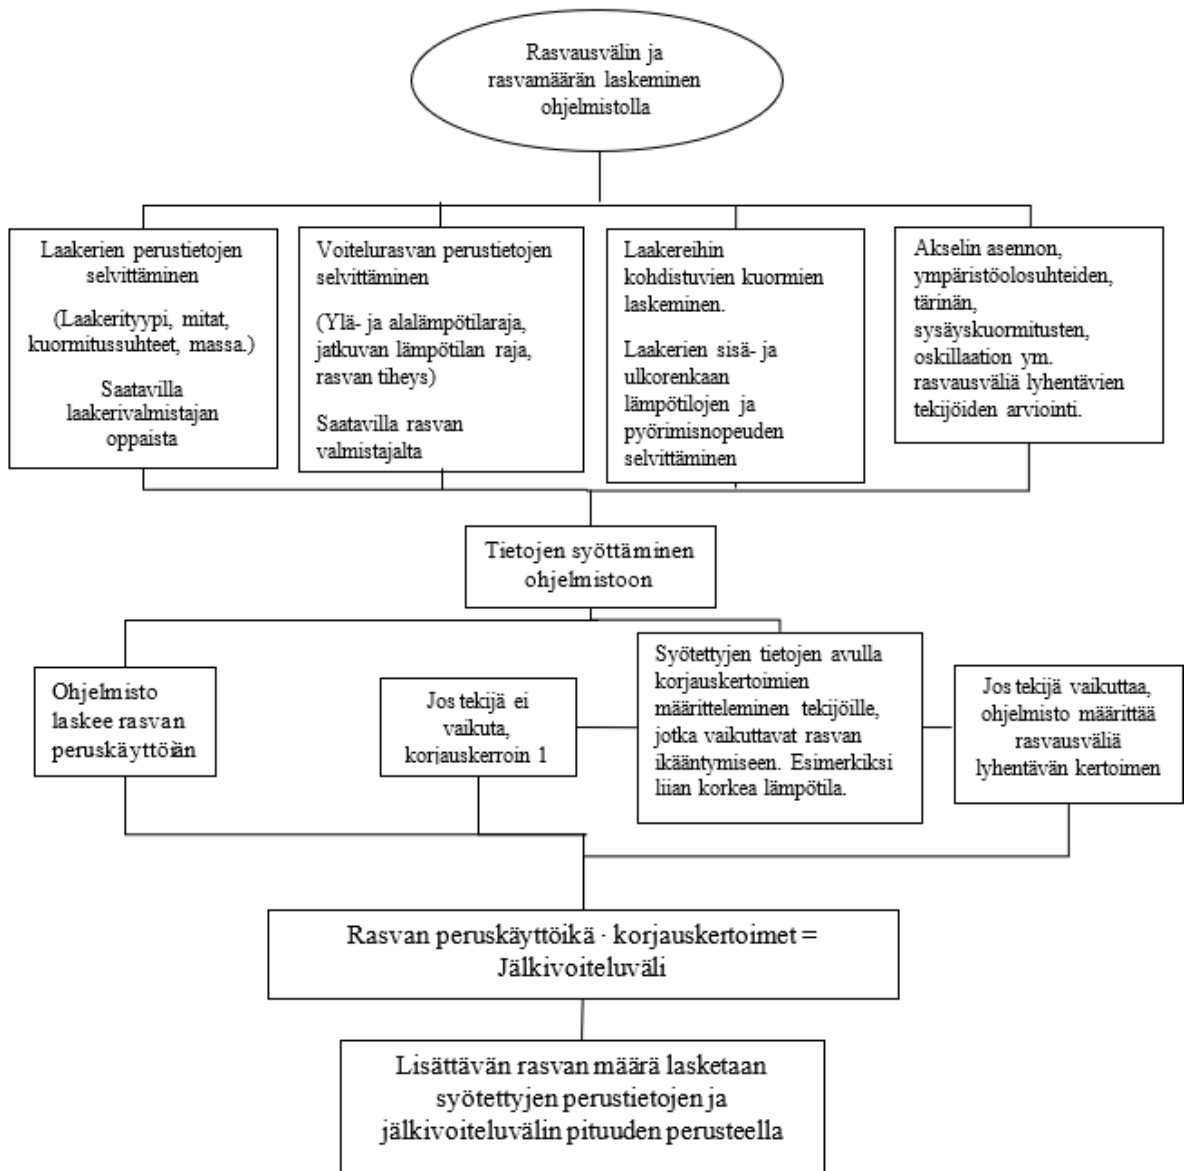 Rasvausvälin ja
rasvamäärän laskeminen
ohjelmistolla
Laakerien perustietojen
selvittäminen
(Laakerityypi, mitat,
kuormitussuhteet, massa.)
Saatavilla
laakerivalmistajan
oppaista
Voitelurasvan perustietojen
selvittäminen
(Ylä- ja alalämpötilaraja,
jatkuvan lämpötilan raja,
rasvan tiheys)
Saatavilla rasvan
valmistajalta
Laakereihin
kohdistuvien kuormien
laskeminen.
Laakerien sisä- ja
ulkorenkaan
lämpötilojen ja
pyörimisnopeuden
selvittäminen
Akselin asennon,
ympäristöolosuhteiden,
tärinän,
sysäyskuormitusten,
oskillaation ym.
rasvausväliä lyhentävien
tekijöiden arviointi.
Tietojen syöttäminen
ohjelmistoon
Ohjelmisto
laskee rasvan
peruskäyttöiän
Jos tekijä ei
vaikuta,
korjauskerroin 1
Syötettyjen tietojen avulla
korjauskertoimien
määritteleminen tekijöille,
jotka vaikuttavat rasvan
ikääntymiseen. Esimerkiksi
liian korkea lämpötila.
Jos tekijä vaikuttaa,
ohjelmisto määrittää
rasvausväliä
lyhentävän kertoimen
Rasvan peruskäyttöikä · korjauskertoimet =
Jälkivoiteluväli
Lisättävän rasvan määrä lasketaan
syötettyjen perustietojen ja
jälkivoiteluvälin pituuden perusteella